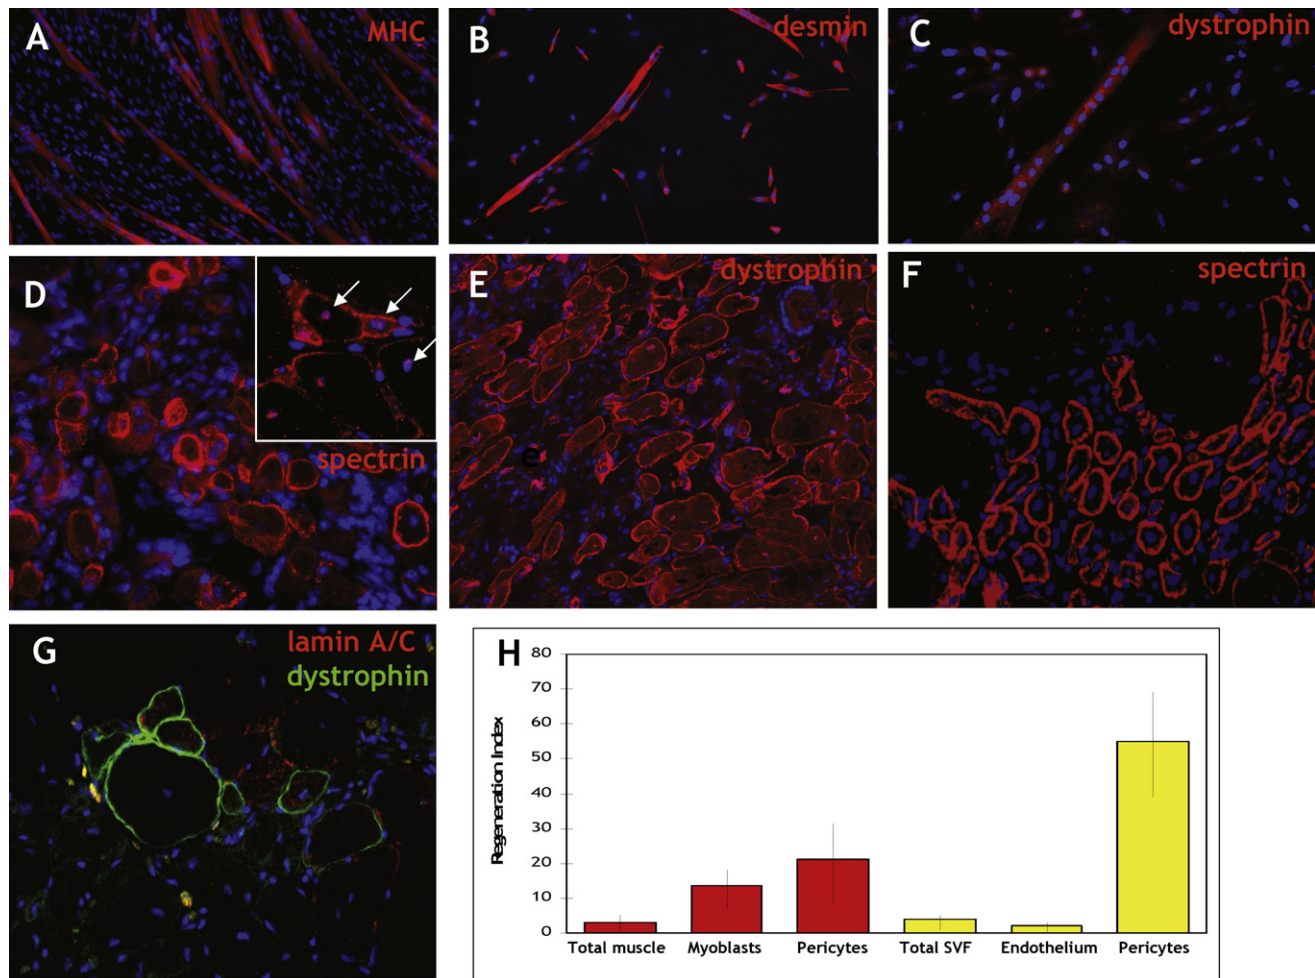 A
MHC
B
desmin
C
dystrophin
D
spectrin
E
dystrophin
e
F
spectrin
G
lamin A/C
dystrophin
H
80
70
60
50
40
30
20
10
0
Regeneration Index
Total muscle
Myoblasts
Pericytes
Total SVF
Endothelium
Pericytes